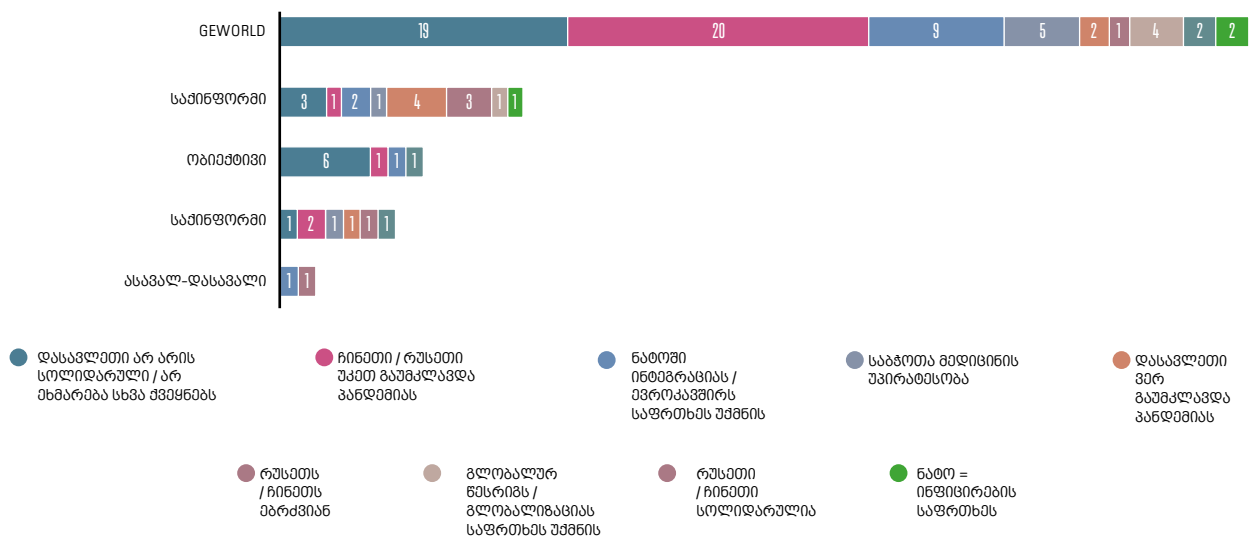 GEWORLD
19 20 9 5 2 1 4 2 2
საქინფორმი
3 1 2 1 4 3 1 1
ობიექტივი
6 1 1 1
საქინფორმი
1 2 1 1 1 1
ასავალ-დასავალი
1 1
დასავლეთი არ არის
სოლიდარული / არ
ეხმარება სხვა ქვეყნებს
ჩინეთი / რუსეთი
უკეთ გაუმკლავდა
პანდემიას
ნატოში
ინტეგრაციას /
ევროკავშირს
საფრთხეს უქმნის
საბჭოთა მედიცინის
უპირატესობა
დასავლეთი
ვერ
გაუმკლავდა
პანდემიას
რუსეთს
/ ჩინეთს
ებრძვიან
გლობალურ
წესრიგს /
გლობალიზაციას
საფრთხეს უქმნის
რუსეთი
/ ჩინეთი
სოლიდარულია
ნატო =
ინფიცირების
საფრთხეს